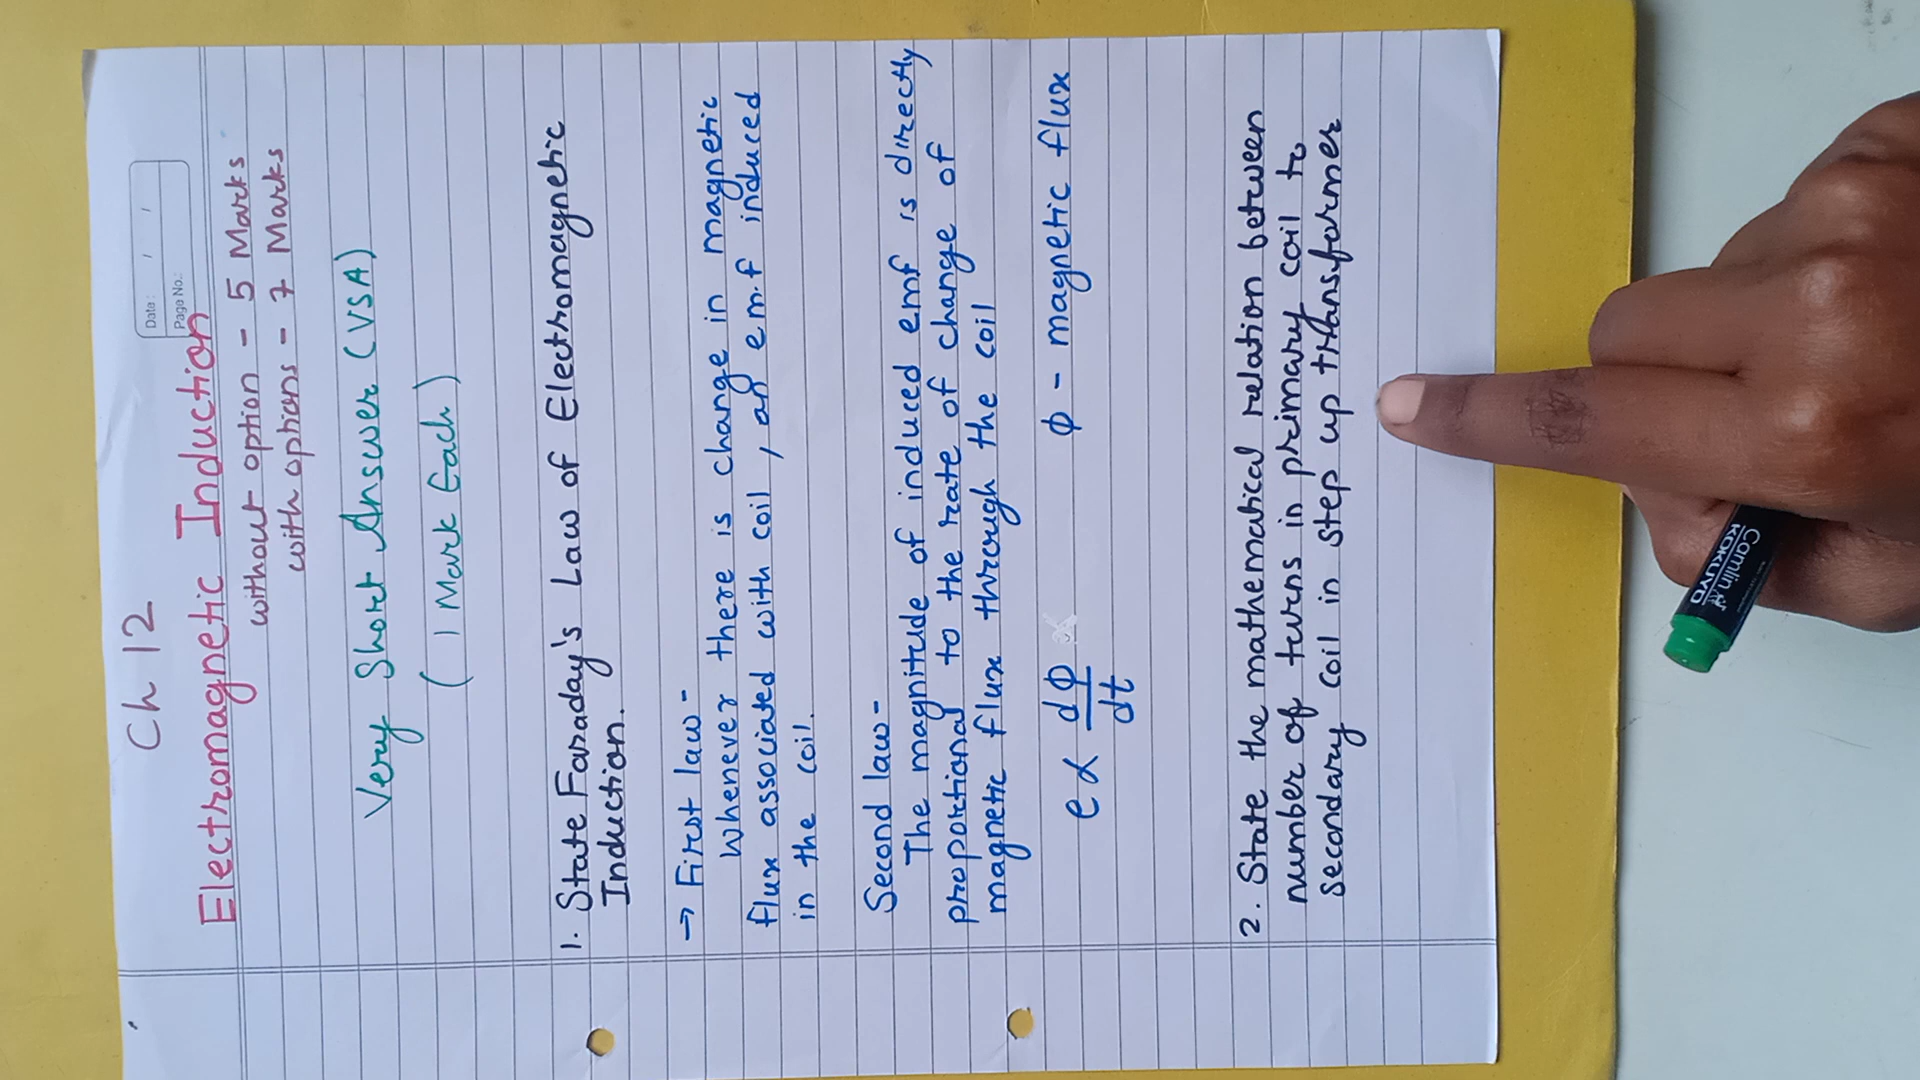 Date : / /
Page No.:
Ch 12
Electromagnetic Induction
without option - 5 Marks
with options - 7 Marks
Very Short Answer (VSA)
( 1 Mark Each )
1. State Faraday's Law of Electromagnetic
Induction.
→ First law -
Whenever there is change in magnetic
flux associated with coil , an e.m.f induced
in the coil.
Second law -
The magnitude of induced emf is directly
proportional to the rate of change of
magnetic flux through the coil
e ∝ dϕ/dt ϕ - magnetic flux
2. State the mathematical relation between
number of turns in primary coil to
secondary coil in step up transformer
Camlin
KOKUYO